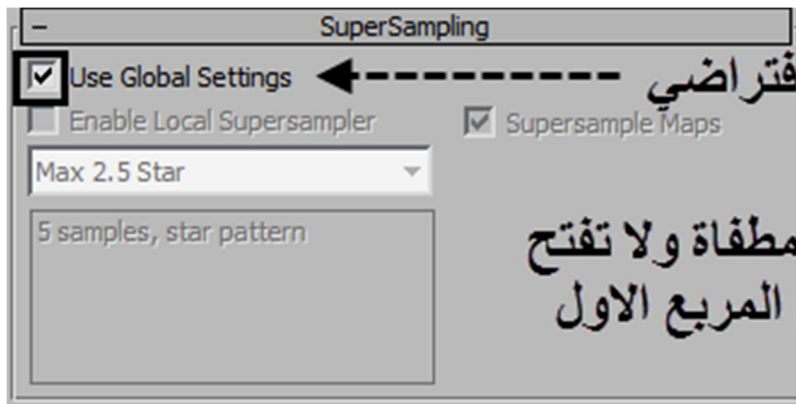 SuperSampling
Use Global Settings
فتراضي
Enable Local Supersampler
Supersample Maps
Max 2.5 Star
5 samples, star pattern
مطفاة ولا تفتح
المربع الاول